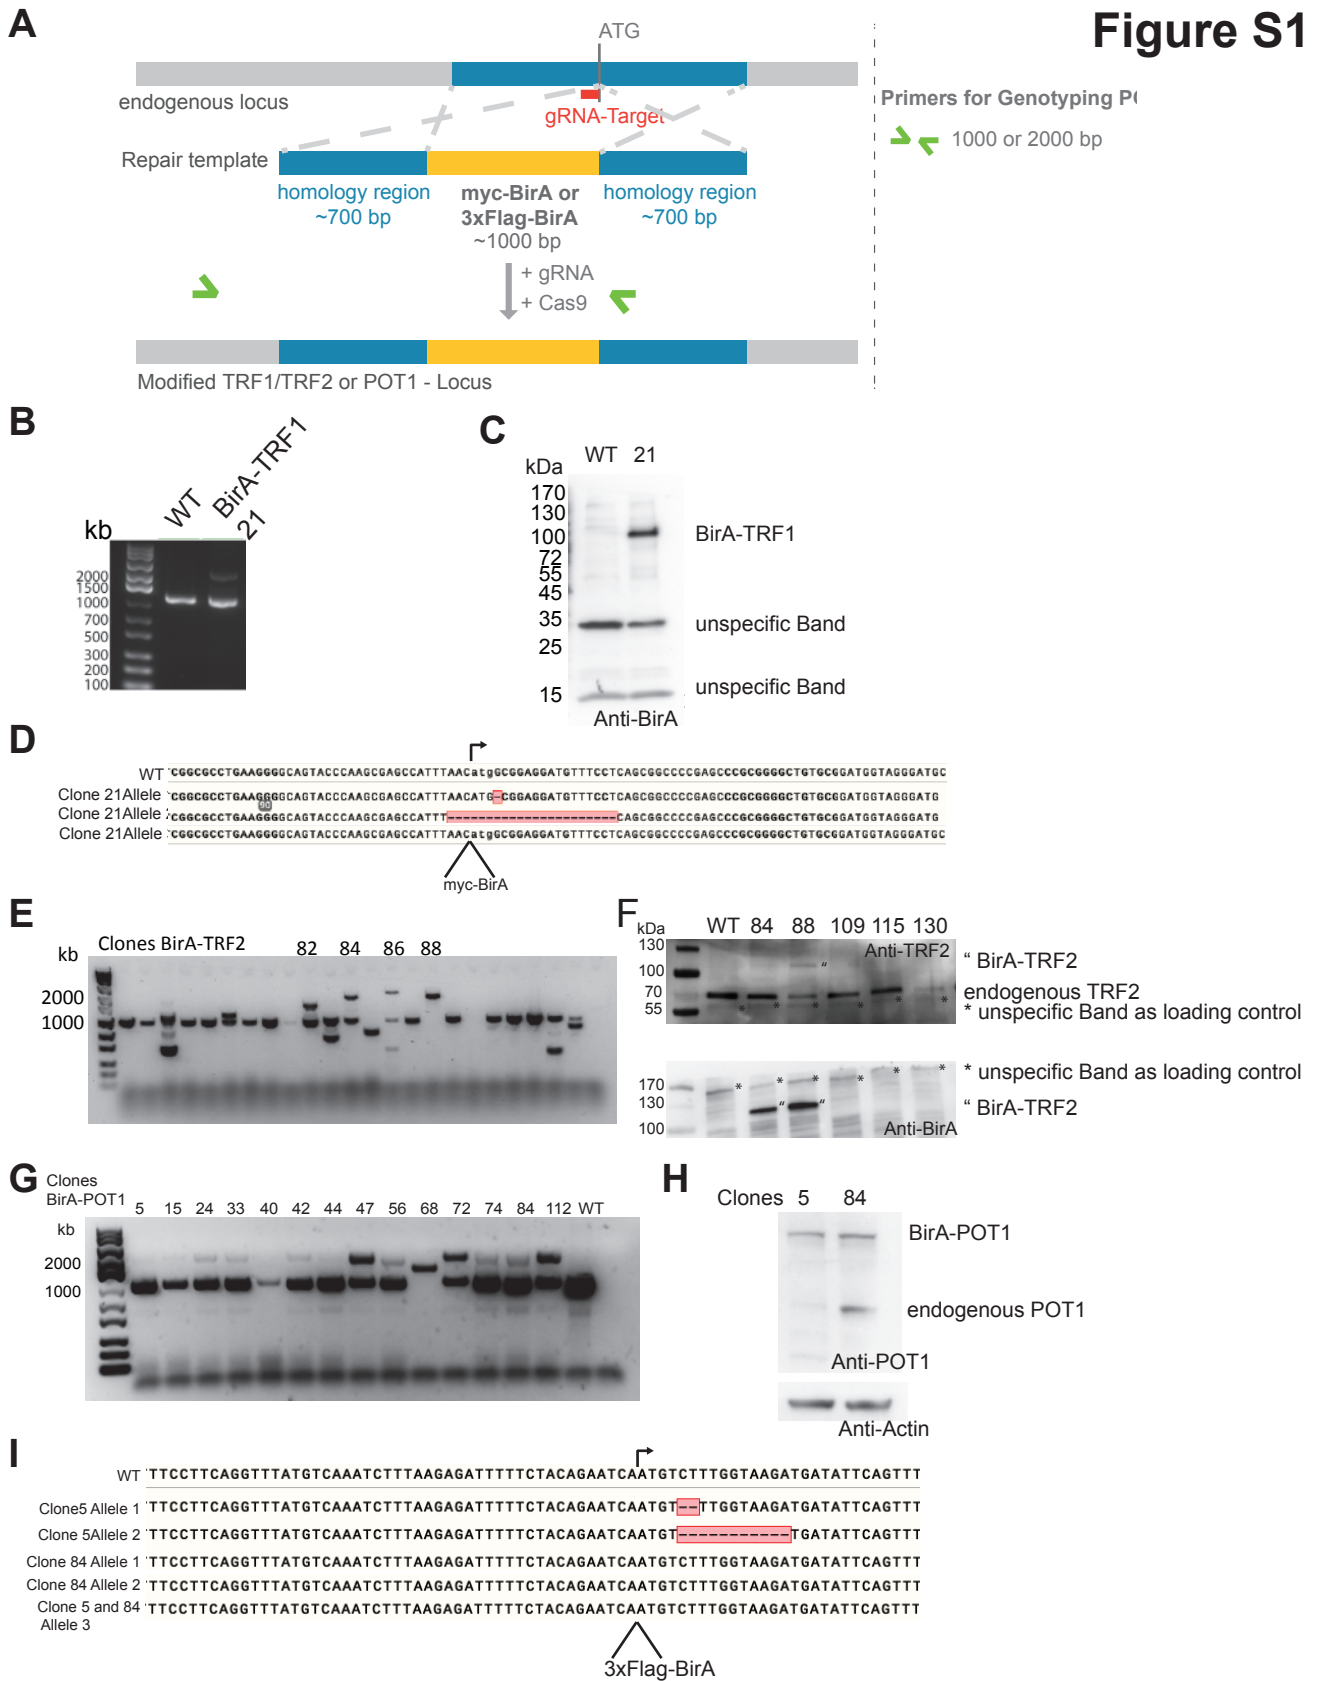 Figure S1
A
ATG
endogenous locus
gRNA-Target
Primers for Genotyping
1000 or 2000 bp
Repair template
homology region
~700 bp
myc-BirA or
3xFlag-BirA
~1000 bp
homology region
~700 bp
+ gRNA
+ Cas9
Modified TRF1/TRF2 or POT1 - Locus
B
kb
WT
BirA-TRF1
21
2000
1500
1000
700
500
300
200
100
C
WT 21
kDa
170
130
100
72
55
45
35
25
15
BirA-TRF1
unspecific Band
unspecific Band
Anti-BirA
D
WT CGGCGCCTGAAGGGGCAGTACCCAAGCGAGCCATTTAACatgGCGGAGGATGTTTCCTCAGCGGCCCCGAGCCCGCGGGGCTGTGCGGATGGTAGGGATGC
Clone 21Allele CGGCGCCTGAAGGGGCAGTACCCAAGCGAGCCATTTAACATG-CGGAGGATGTTTCCTCAGCGGCCCCGAGCCCGCGGGGCTGTGCGGATGGTAGGGATG
Clone 21Allele CGGCGCCTGAAGGGGCAGTACCCAAGCGAGCCATTT----------------------CAGCGGCCCCGAGCCCGCGGGGCTGTGCGGATGGTAGGGATG
Clone 21Allele CGGCGCCTGAAGGGGCAGTACCCAAGCGAGCCATTTAACatgGCGGAGGATGTTTCCTCAGCGGCCCCGAGCCCGCGGGGCTGTGCGGATGGTAGGGATGC
myc-BirA
E
kb
Clones BirA-TRF2
82 84 86 88
2000
1000
F
kDa
WT 84 88 109 115 130
130
100
70
55
Anti-TRF2
“ BirA-TRF2
endogenous TRF2
* unspecific Band as loading control
170
130
100
Anti-BirA
* unspecific Band as loading control
“ BirA-TRF2
G
Clones
BirA-POT1
5 15 24 33 40 42 44 47 56 68 72 74 84 112 WT
kb
2000
1000
H
Clones 5 84
BirA-POT1
endogenous POT1
Anti-POT1
Anti-Actin
I
WT TTCCTTCAGGTTTATGTCAAATCTTTAAGAGATTTTTCTACAGAATCAATGTCTTTGGTAAGATGATATTCAGTTT
Clone5 Allele 1 TTCCTTCAGGTTTATGTCAAATCTTTAAGAGATTTTTCTACAGAATCAATGT--TTGGTAAGATGATATTCAGTTT
Clone 5Allele 2 TTCCTTCAGGTTTATGTCAAATCTTTAAGAGATTTTTCTACAGAATCAATGT-----------TGATATTCAGTTT
Clone 84 Allele 1 TTCCTTCAGGTTTATGTCAAATCTTTAAGAGATTTTTCTACAGAATCAATGTCTTTGGTAAGATGATATTCAGTTT
Clone 84 Allele 2 TTCCTTCAGGTTTATGTCAAATCTTTAAGAGATTTTTCTACAGAATCAATGTCTTTGGTAAGATGATATTCAGTTT
Clone 5 and 84 TTCCTTCAGGTTTATGTCAAATCTTTAAGAGATTTTTCTACAGAATCAATGTCTTTGGTAAGATGATATTCAGTTT
Allele 3
3xFlag-BirA